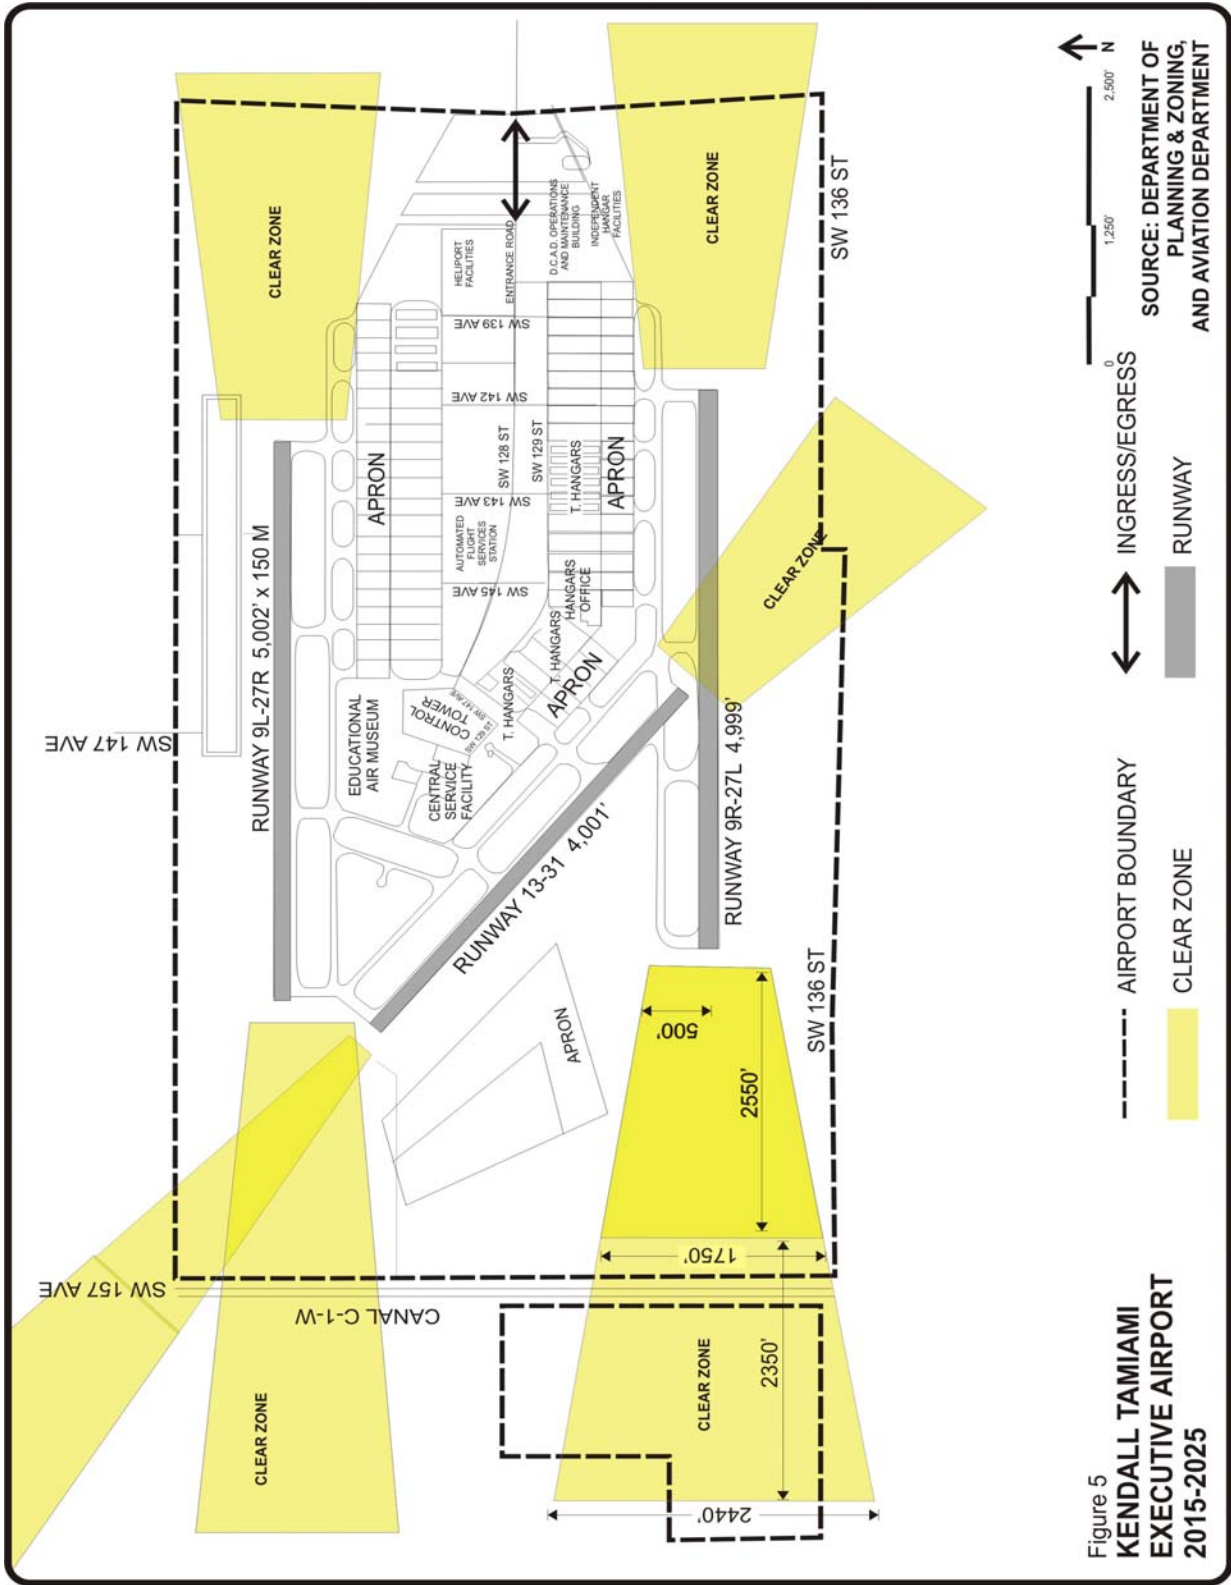 SW 157 AVE
SW 147 AVE
CANAL C-1-W
CLEAR ZONE
CLEAR ZONE
RUNWAY 9L-27R 5,002' x 150 M
EDUCATIONAL
AIR MUSEUM
APRON
CONTROL
TOWER
SW 147 AVE
SW 129 ST
CENTRAL
SERVICE
FACILITY
AUTOMATED
FLIGHT
SERVICES
STATION
SW 145 AVE
SW 143 AVE
SW 142 AVE
SW 139 AVE
HELIPORT
FACILITIES
SW 128 ST
ENTRANCE ROAD
SW 129 ST
T. HANGARS
T. HANGARS
HANGARS
OFFICE
T. HANGARS
D.C.A.D. OPERATIONS
AND MAINTENANCE
BUILDING
INDEPENDENT
HANGAR
FACILITIES
RUNWAY 13-31 4,001'
APRON
APRON
APRON
CLEAR ZONE
2440'
2350'
1750'
2550'
500'
RUNWAY 9R-27L 4,999'
CLEAR ZONE
CLEAR ZONE
SW 136 ST
SW 136 ST
Figure 5
KENDALL TAMIAMI
EXECUTIVE AIRPORT
2015-2025
AIRPORT BOUNDARY
CLEAR ZONE
INGRESS/EGRESS
RUNWAY
0
1,250'
2,500'
N
SOURCE: DEPARTMENT OF
PLANNING & ZONING,
AND AVIATION DEPARTMENT